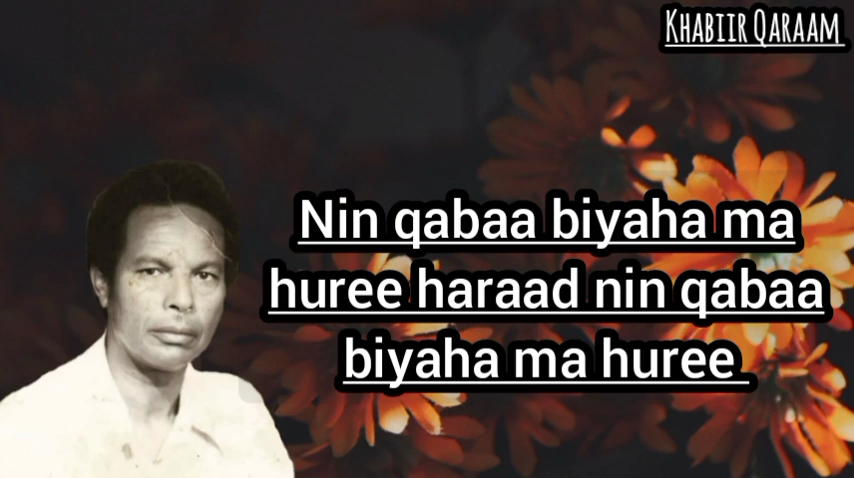 KHABIIR QARAAM
Nin qabaa biyaha ma
huree haraad nin qabaa
biyaha ma huree